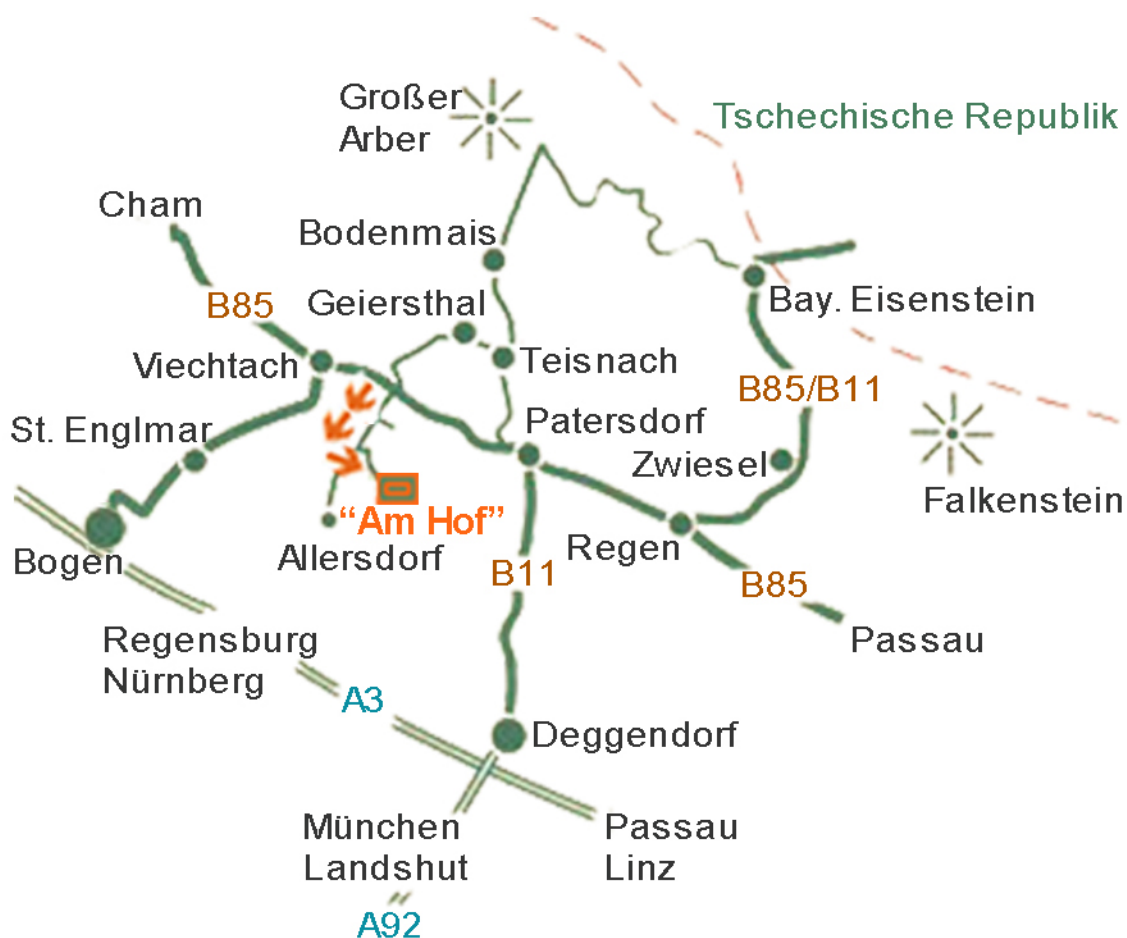 Großer
Arber
Tschechische Republik
Cham
Bodenmais
B85
Geiersthal
Bay. Eisenstein
Viechtach
Teisnach
B85/B11
St. Englmar
Patersdorf
Zwiesel
Falkenstein
“Am Hof”
Allersdorf
Bogen
Regen
B11
B85
Regensburg
Nürnberg
Passau
A3
Deggendorf
München
Landshut
Passau
Linz
A92